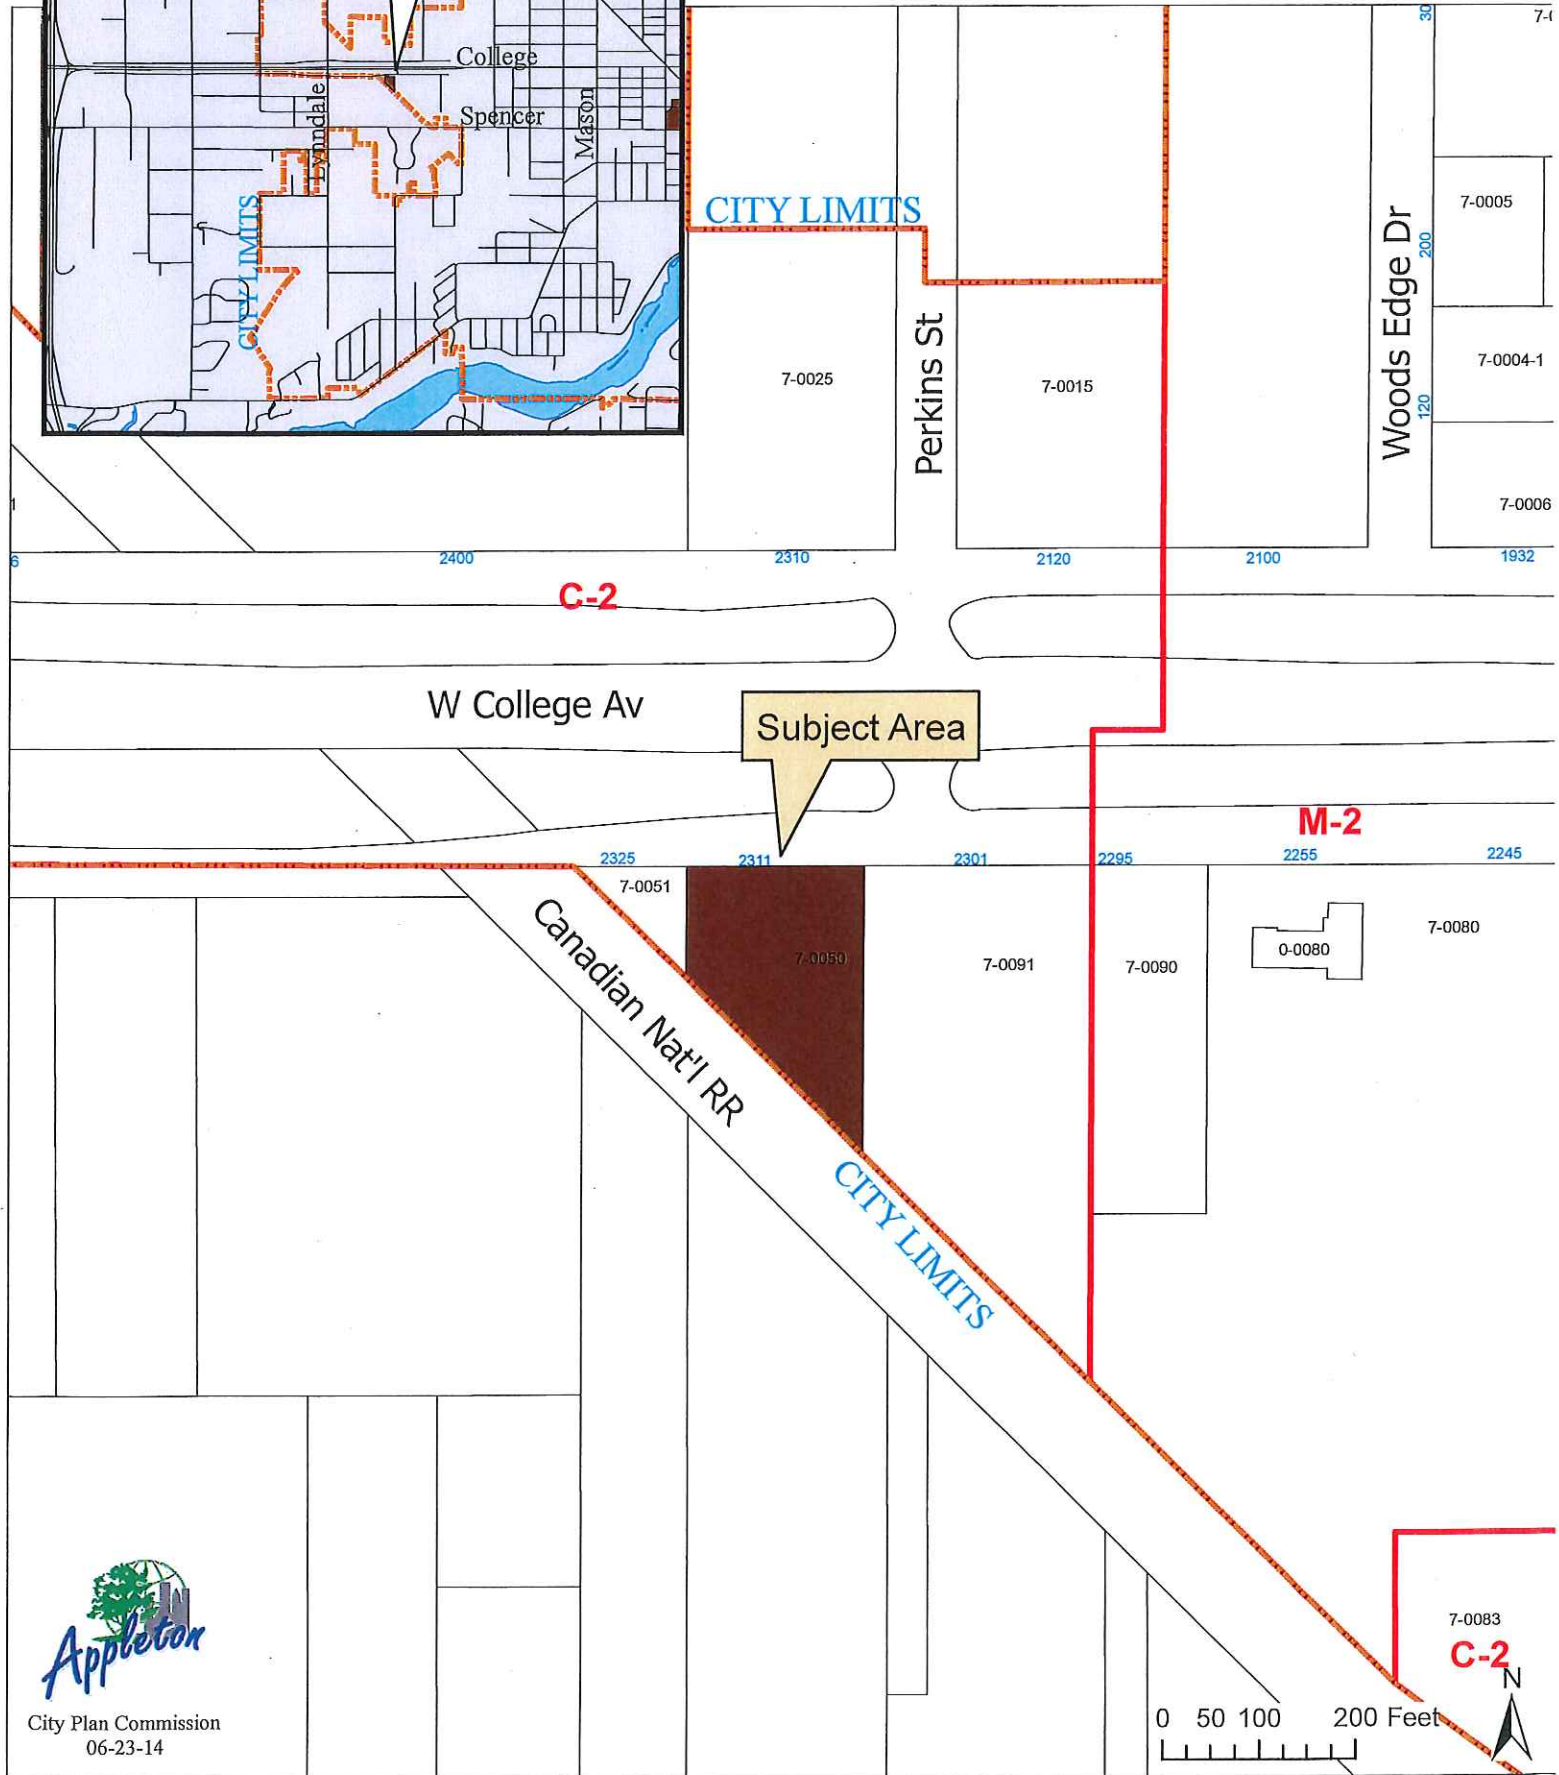 College
Spencer
Lynndale
Mason
CITY LIMITS
CITY LIMITS
30
7-0005
200
Woods Edge Dr
Perkins St
7-0025
7-0015
7-0004-1
120
7-0006
1
6
2400
2310
2120
2100
1932
C-2
W College Av
Subject Area
M-2
2325
2311
2301
2295
2255
2245
7-0051
7-0050
7-0091
7-0090
0-0080
7-0080
Canadian Nat'l RR
CITY LIMITS
7-0083
C-2
N
0 50 100 200 Feet
Appleton
City Plan Commission
06-23-14